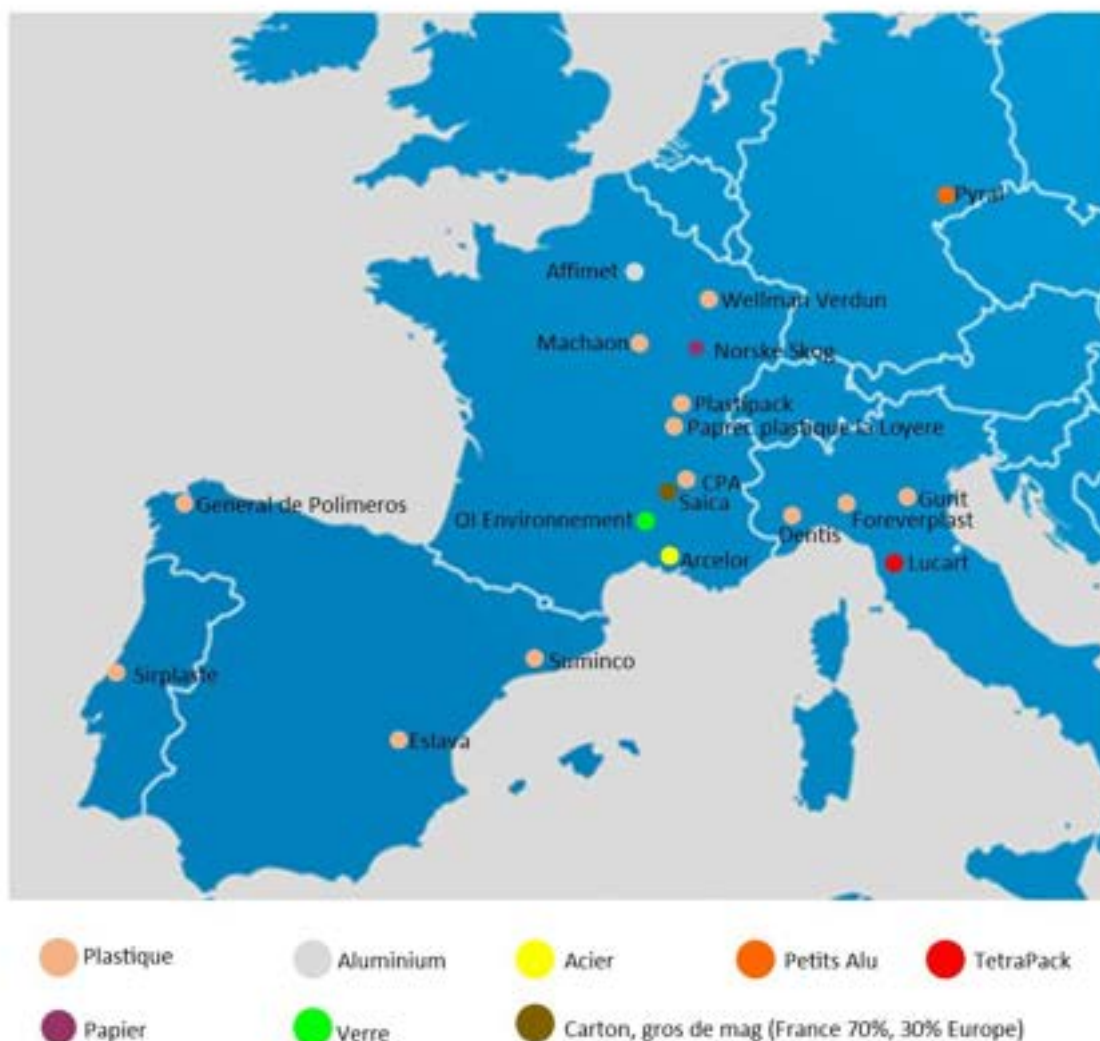 Pyral
Affimet
Wellman Verdun
Machaon
Norske Skog
Plastipack
Paprec plastique la Loyere
CPA
Saica
General de Polimeros
Gurit
OI Environnement
Foreverplast
Dentis
Arcelor
Lucart
Suminco
Sirplaste
Eslava
Plastique
Aluminium
Acier
Petits Alu
TetraPack
Papier
Verre
Carton, gros de mag (France 70%, 30% Europe)